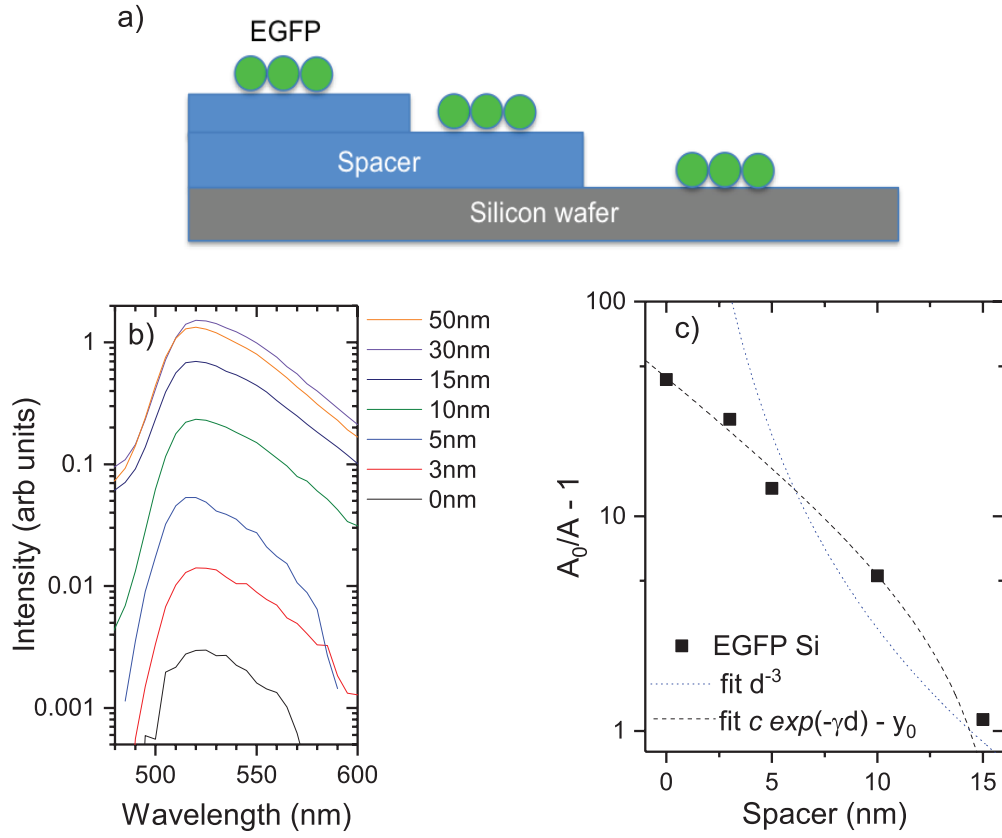 a)
EGFP
Spacer
Silicon wafer
b)
1
0.1
0.01
0.001
500
550
600
Intensity (arb units)
Wavelength (nm)
50nm
30nm
15nm
10nm
5nm
3nm
0nm
c)
100
10
1
0
5
10
15
A₀/A - 1
Spacer (nm)
EGFP Si
fit d⁻³
fit c exp(-γd) - y₀